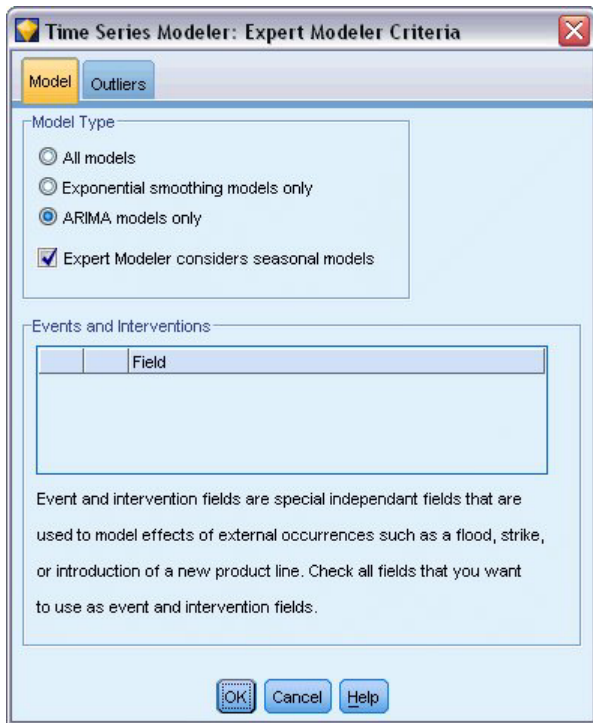 Time Series Modeler: Expert Modeler Criteria
Model
Outliers
Model Type
All models
Exponential smoothing models only
ARIMA models only
Expert Modeler considers seasonal models
Events and Interventions
Field
Event and intervention fields are special independant fields that are
used to model effects of external occurrences such as a flood, strike,
or introduction of a new product line. Check all fields that you want
to use as event and intervention fields.
OK
Cancel
Help